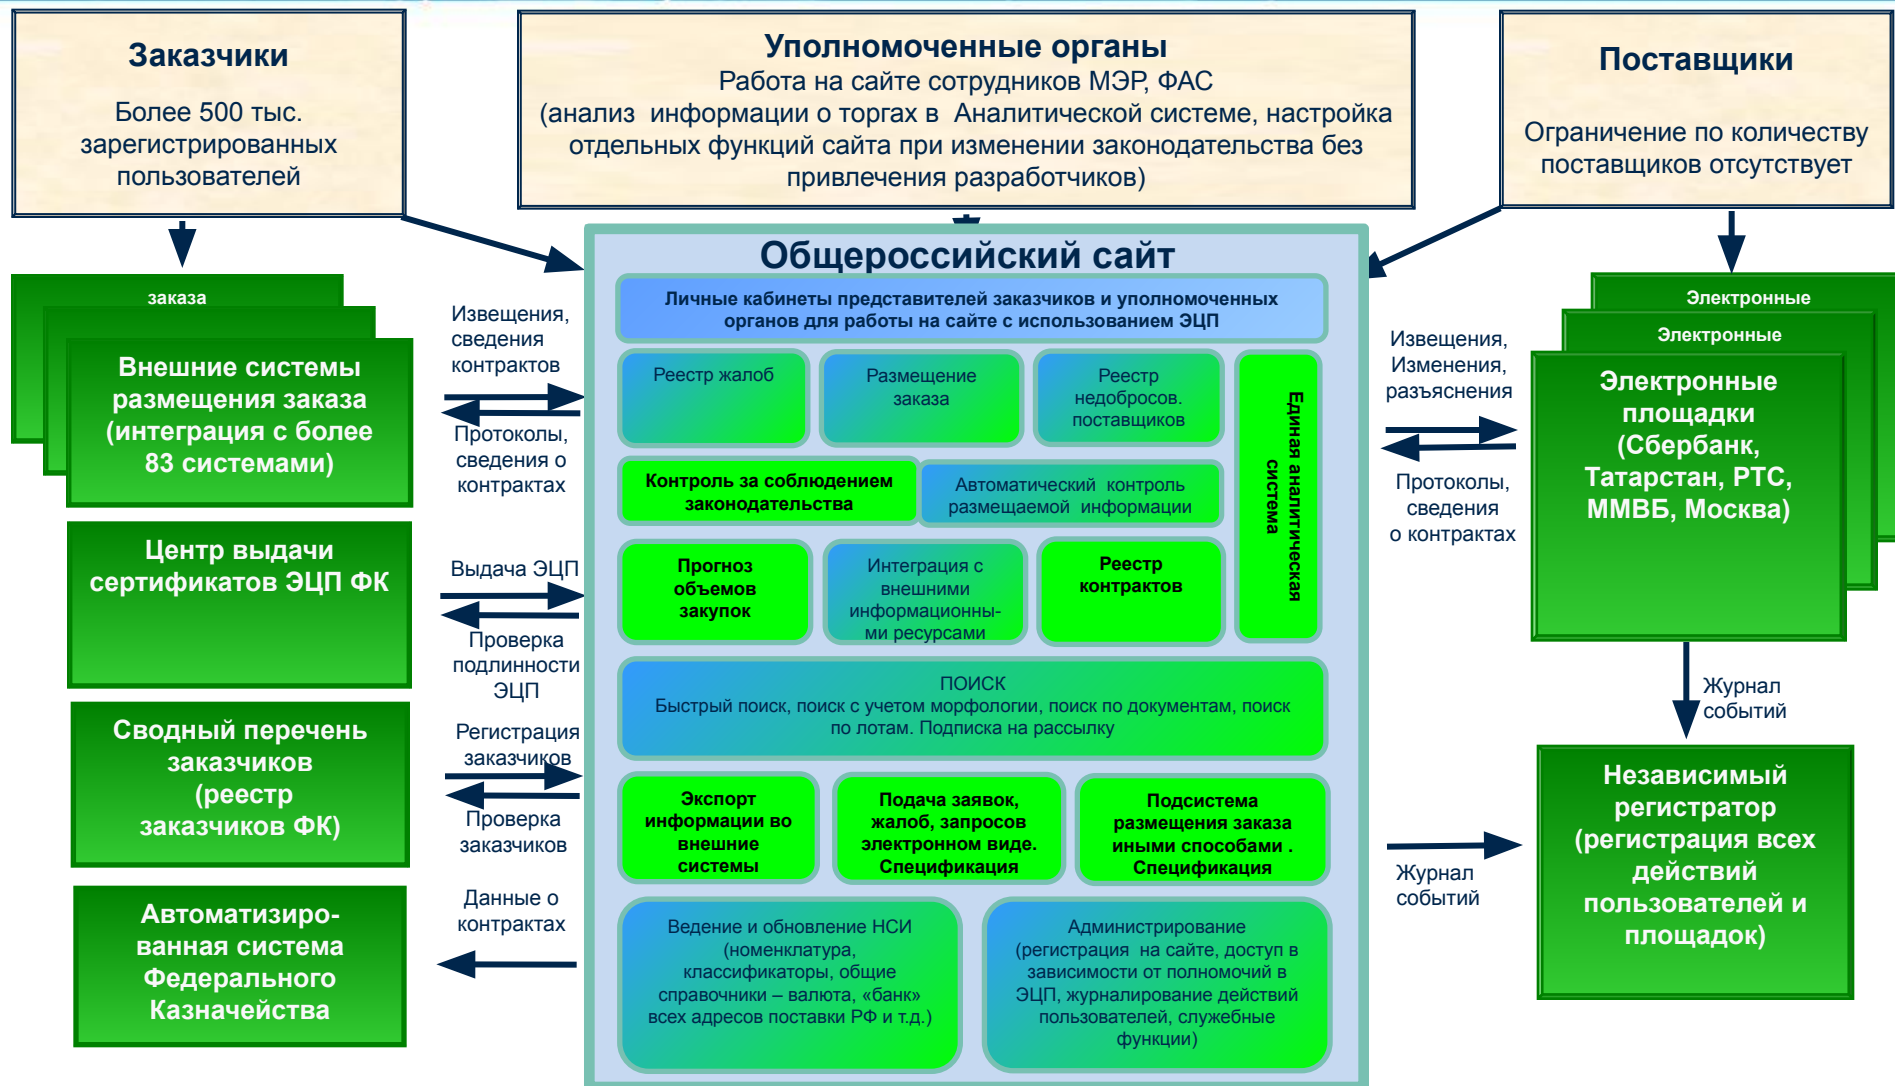 Заказчики
Более 500 тыс.
зарегистрированных
пользователей
Уполномоченные органы
Работа на сайте сотрудников МЭР, ФАС
(анализ информации о торгах в Аналитической системе, настройка
отдельных функций сайта при изменении законодательства без
привлечения разработчиков)
Поставщики
Ограничение по количеству
поставщиков отсутствует
заказа
Внешние системы
размещения заказа
(интеграция с более
83 системами)
Центр выдачи
сертификатов ЭЦП ФК
Сводный перечень
заказчиков
(реестр
заказчиков ФК)
Автоматизиро-
ванная система
Федерального
Казначейства
Извещения,
сведения
контрактов
Протоколы,
сведения о
контрактах
Выдача ЭЦП
Проверка
подлинности
ЭЦП
Регистрация
заказчиков
Проверка
заказчиков
Данные о
контрактах
Общероссийский сайт
Личные кабинеты представителей заказчиков и уполномоченных
органов для работы на сайте с использованием ЭЦП
Реестр жалоб
Размещение
заказа
Реестр
недобросов.
поставщиков
Единая аналитическая
система
Контроль за соблюдением
законодательства
Автоматический контроль
размещаемой информации
Прогноз
объемов
закупок
Интеграция с
внешними
информационны-
ми ресурсами
Реестр
контрактов
ПОИСК
Быстрый поиск, поиск с учетом морфологии, поиск по документам, поиск
по лотам. Подписка на рассылку
Экспорт
информации во
внешние
системы
Подача заявок,
жалоб, запросов
электронном виде.
Спецификация
Подсистема
размещения заказа
иными способами .
Спецификация
Ведение и обновление НСИ
(номенклатура,
классификаторы, общие
справочники – валюта, «банк»
всех адресов поставки РФ и т.д.)
Администрирование
(регистрация на сайте, доступ в
зависимости от полномочий в
ЭЦП, журналирование действий
пользователей, служебные
функции)
Извещения,
Изменения,
разъяснения
Протоколы,
сведения
о контрактах
Журнал
событий
Электронные
Электронные
Электронные
площадки
(Сбербанк,
Татарстан, РТС,
ММВБ, Москва)
Журнал
событий
Независимый
регистратор
(регистрация всех
действий
пользователей и
площадок)